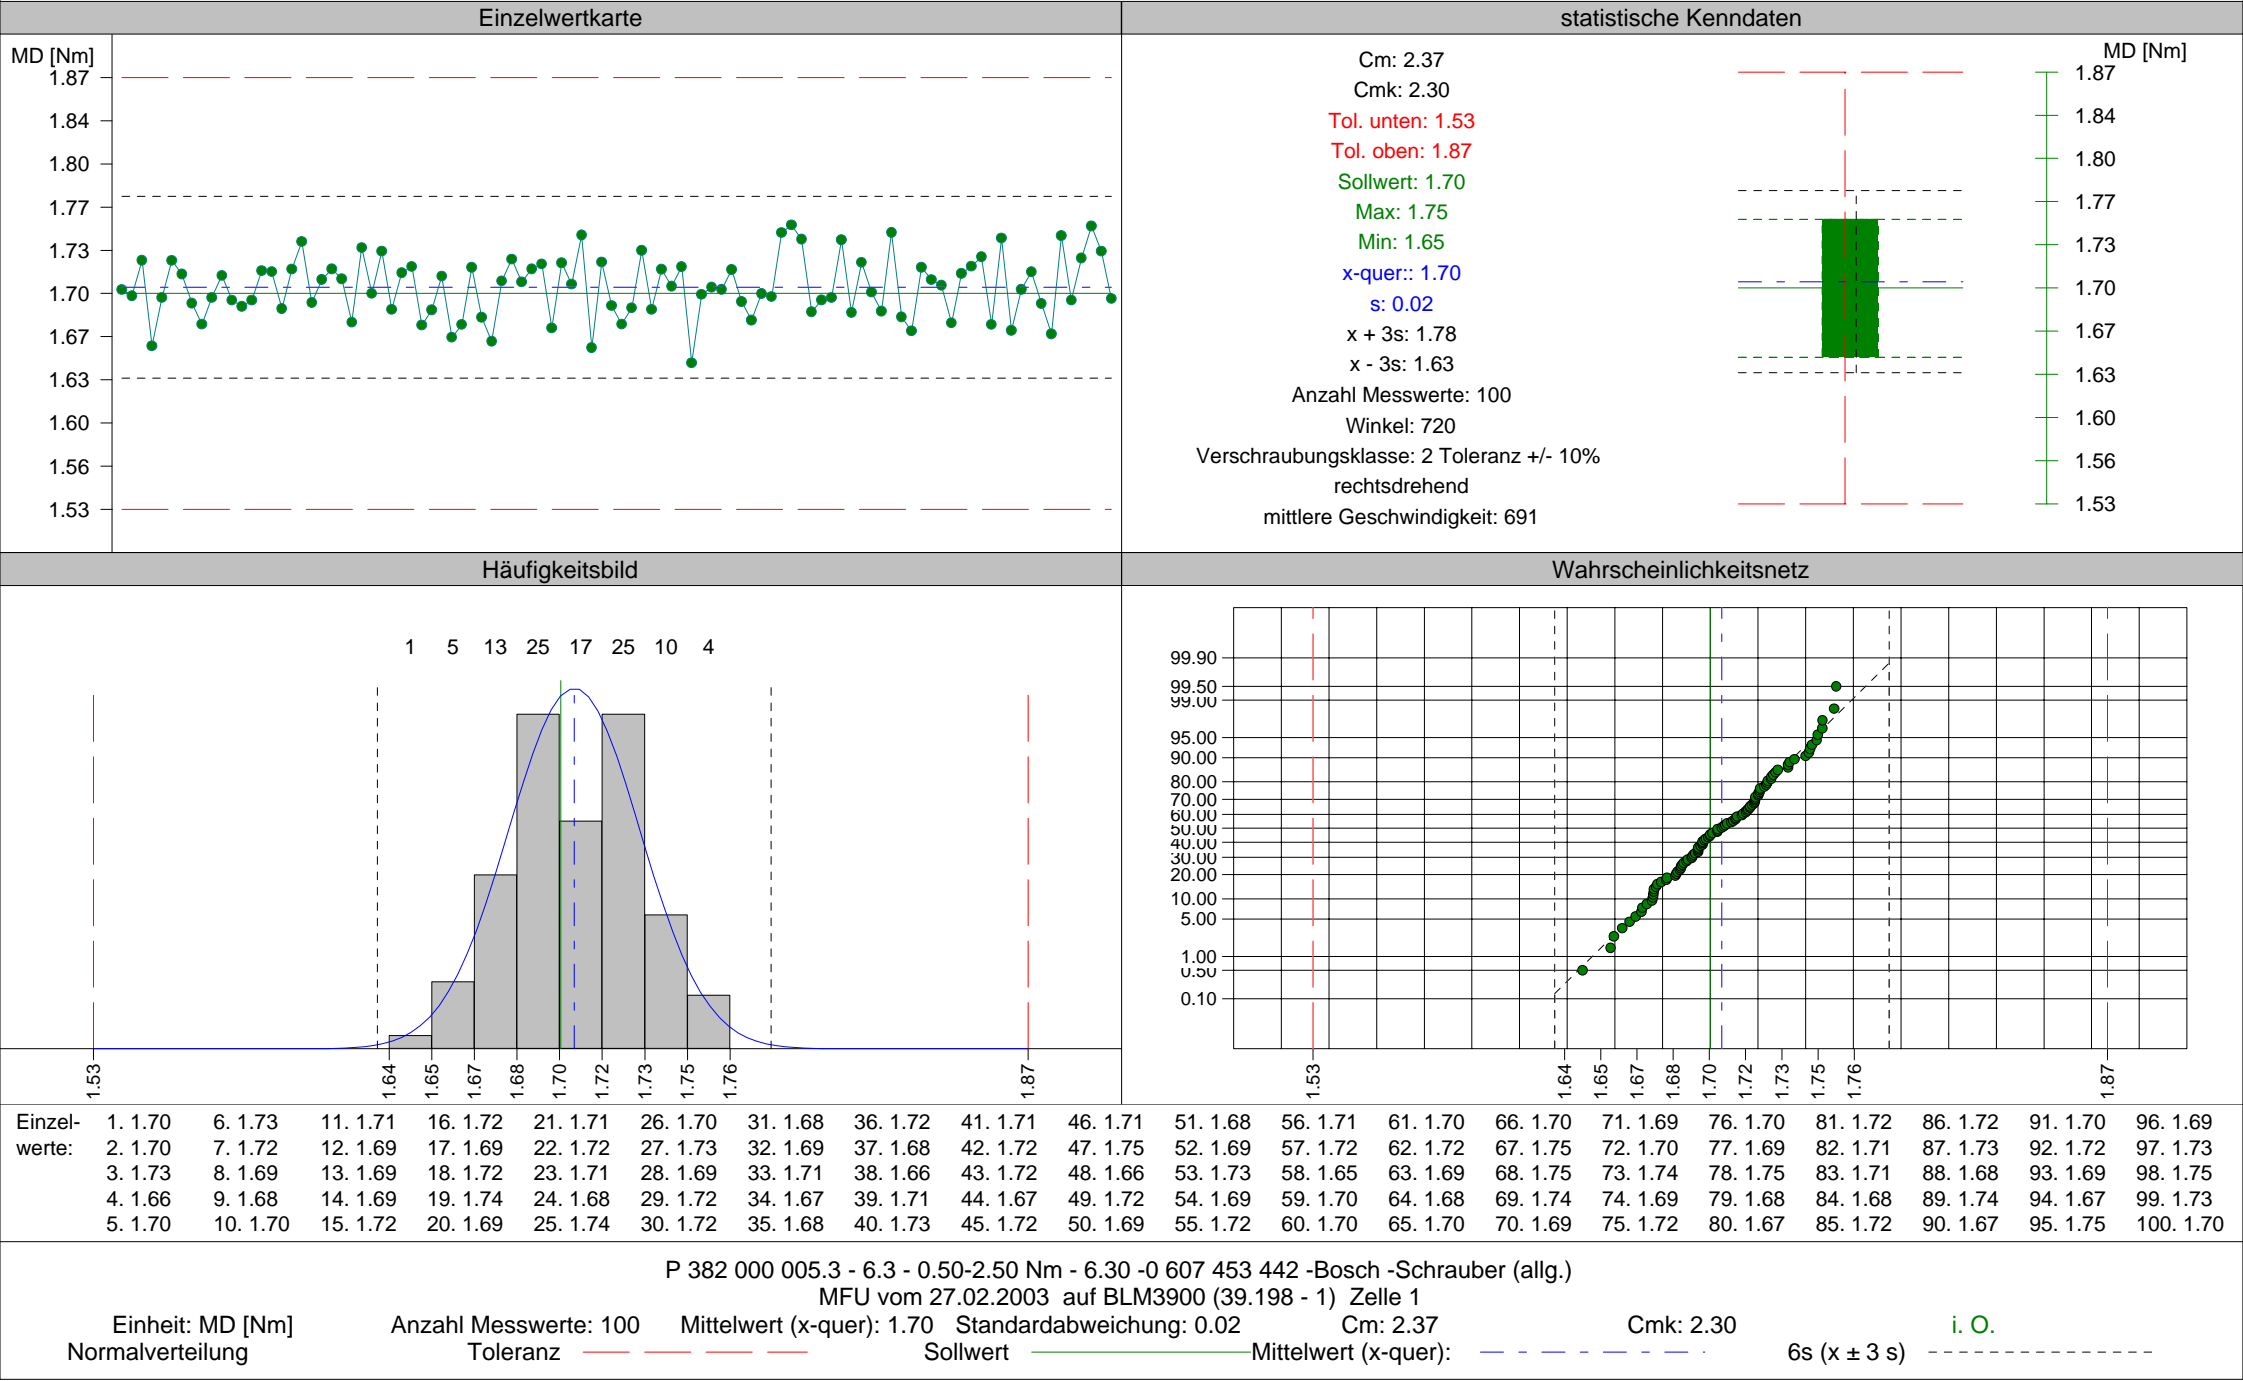 Einzelwertkarte
MD [Nm]
1.87
1.84
1.80
1.77
1.73
1.70
1.67
1.63
1.60
1.56
1.53
statistische Kenndaten
Cm: 2.37
Cmk: 2.30
Tol. unten: 1.53
Tol. oben: 1.87
Sollwert: 1.70
Max: 1.75
Min: 1.65
x-quer:: 1.70
s: 0.02
x + 3s: 1.78
x - 3s: 1.63
Anzahl Messwerte: 100
Winkel: 720
Verschraubungsklasse: 2 Toleranz +/- 10%
rechtsdrehend
mittlere Geschwindigkeit: 691
MD [Nm]
1.87
1.84
1.80
1.77
1.73
1.70
1.67
1.63
1.60
1.56
1.53
Häufigkeitsbild
1 5 13 25 17 25 10 4
1.53 1.64 1.65 1.67 1.68 1.70 1.72 1.73 1.75 1.76 1.87
Wahrscheinlichkeitsnetz
99.90
99.50
99.00
95.00
90.00
80.00
70.00
60.00
50.00
40.00
30.00
20.00
10.00
5.00
1.00
0.50
0.10
1.53 1.64 1.65 1.67 1.68 1.70 1.72 1.73 1.75 1.76 1.87
Einzel- 1. 1.70 6. 1.73 11. 1.71 16. 1.72 21. 1.71 26. 1.70 31. 1.68 36. 1.72 41. 1.71 46. 1.71 51. 1.68 56. 1.71 61. 1.70 66. 1.70 71. 1.69 76. 1.70 81. 1.72 86. 1.72 91. 1.70 96. 1.69
werte: 2. 1.70 7. 1.72 12. 1.69 17. 1.69 22. 1.72 27. 1.73 32. 1.69 37. 1.68 42. 1.72 47. 1.75 52. 1.69 57. 1.72 62. 1.72 67. 1.75 72. 1.70 77. 1.69 82. 1.71 87. 1.73 92. 1.72 97. 1.73
3. 1.73 8. 1.69 13. 1.69 18. 1.72 23. 1.71 28. 1.69 33. 1.71 38. 1.66 43. 1.72 48. 1.66 53. 1.73 58. 1.65 63. 1.69 68. 1.75 73. 1.74 78. 1.75 83. 1.71 88. 1.68 93. 1.69 98. 1.75
4. 1.66 9. 1.68 14. 1.69 19. 1.74 24. 1.68 29. 1.72 34. 1.67 39. 1.71 44. 1.67 49. 1.72 54. 1.69 59. 1.70 64. 1.68 69. 1.74 74. 1.69 79. 1.68 84. 1.68 89. 1.74 94. 1.67 99. 1.73
5. 1.70 10. 1.70 15. 1.72 20. 1.69 25. 1.74 30. 1.72 35. 1.68 40. 1.73 45. 1.72 50. 1.69 55. 1.72 60. 1.70 65. 1.70 70. 1.69 75. 1.72 80. 1.67 85. 1.72 90. 1.67 95. 1.75 100. 1.70
P 382 000 005.3 - 6.3 - 0.50-2.50 Nm - 6.30 -0 607 453 442 -Bosch -Schrauber (allg.)
MFU vom 27.02.2003 auf BLM3900 (39.198 - 1) Zelle 1
Einheit: MD [Nm] Anzahl Messwerte: 100 Mittelwert (x-quer): 1.70 Standardabweichung: 0.02 Cm: 2.37 Cmk: 2.30 i. O.
Normalverteilung Toleranz Sollwert Mittelwert (x-quer): 6s (x ± 3 s)